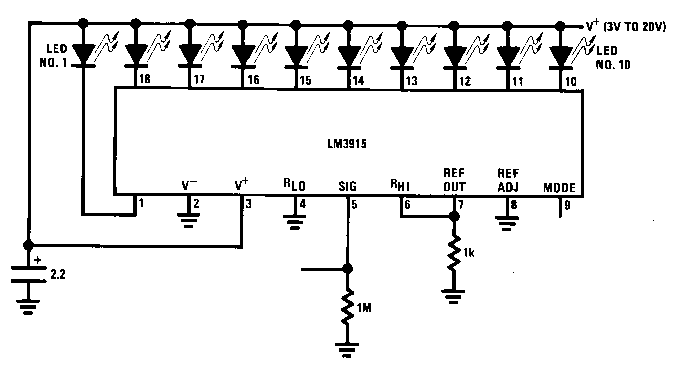 V+ (3V TO 20V)
LED
NO. 1
LED
NO. 10
18
17
16
15
14
13
12
11
10
LM3915
V−
V+
RLO
SIG
RHI
REF
OUT
REF
ADJ
MODE
1
2
3
4
5
6
7
8
9
+
2.2
1k
1M